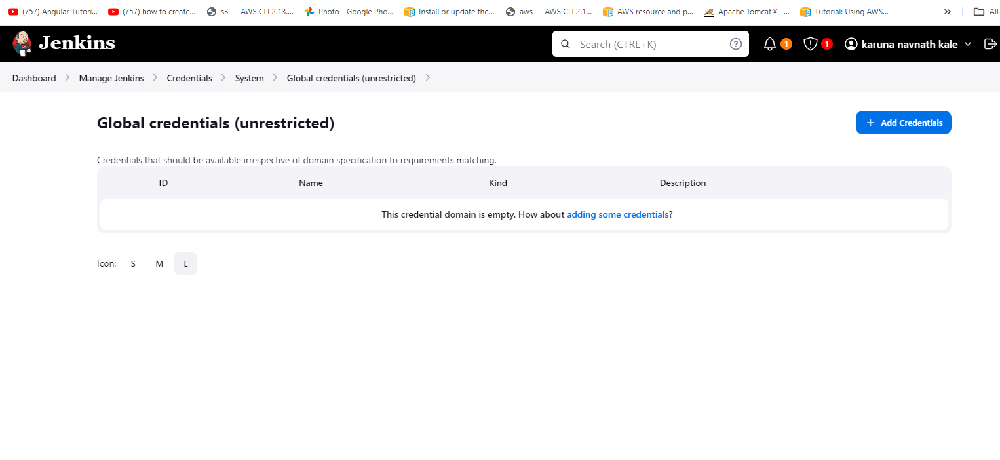 (757) Angular Tutori... (757) how to create... s3 — AWS CLI 2.13.... Photo - Google Pho... Install or update the... aws — AWS CLI 2.1... AWS resource and p... Apache Tomcat® -... Tutorial: Using AWS... » All
Jenkins Search (CTRL+K) ? 1 1 karuna navnath kale
Dashboard > Manage Jenkins > Credentials > System > Global credentials (unrestricted) >
Global credentials (unrestricted) + Add Credentials
Credentials that should be available irrespective of domain specification to requirements matching.
ID Name Kind Description
This credential domain is empty. How about adding some credentials?
Icon: S M L